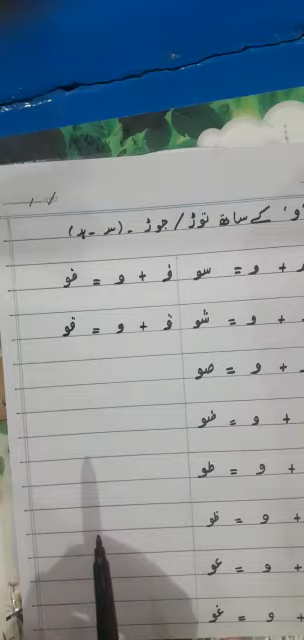 'و' کے ساتھ توڑ / جوڑ ۔ (س - ی)
+ و = سو ف + و = فو
+ و = شو ق + و = قو
+ و = صو
+ و = ضو
+ و = طو
+ و = ظو
+ و = عو
+ و = غو